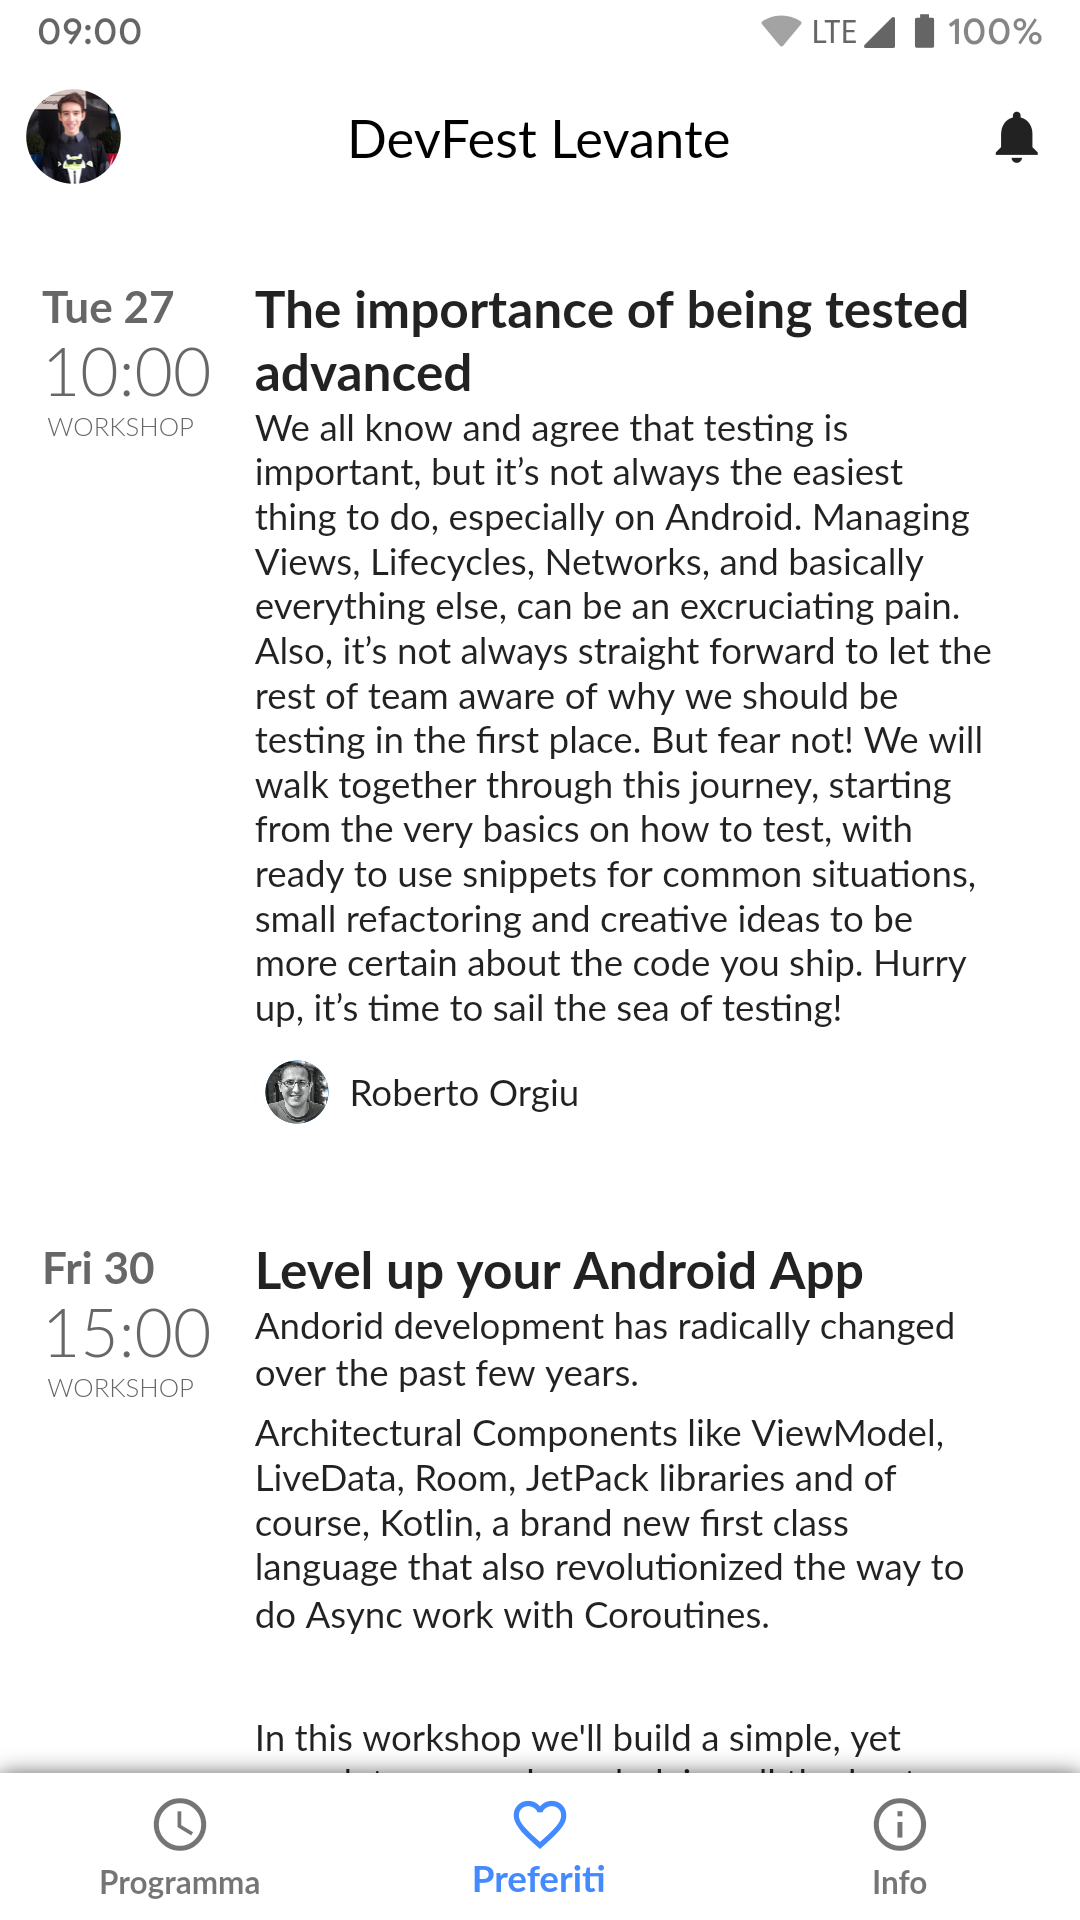 09:00
LTE 100%
DevFest Levante
Tue 27
10:00
WORKSHOP
The importance of being tested
advanced
We all know and agree that testing is
important, but it’s not always the easiest
thing to do, especially on Android. Managing
Views, Lifecycles, Networks, and basically
everything else, can be an excruciating pain.
Also, it’s not always straight forward to let the
rest of team aware of why we should be
testing in the first place. But fear not! We will
walk together through this journey, starting
from the very basics on how to test, with
ready to use snippets for common situations,
small refactoring and creative ideas to be
more certain about the code you ship. Hurry
up, it’s time to sail the sea of testing!
Roberto Orgiu
Fri 30
15:00
WORKSHOP
Level up your Android App
Andorid development has radically changed
over the past few years.
Architectural Components like ViewModel,
LiveData, Room, JetPack libraries and of
course, Kotlin, a brand new first class
language that also revolutionized the way to
do Async work with Coroutines.
In this workshop we'll build a simple, yet
Programma
Preferiti
Info